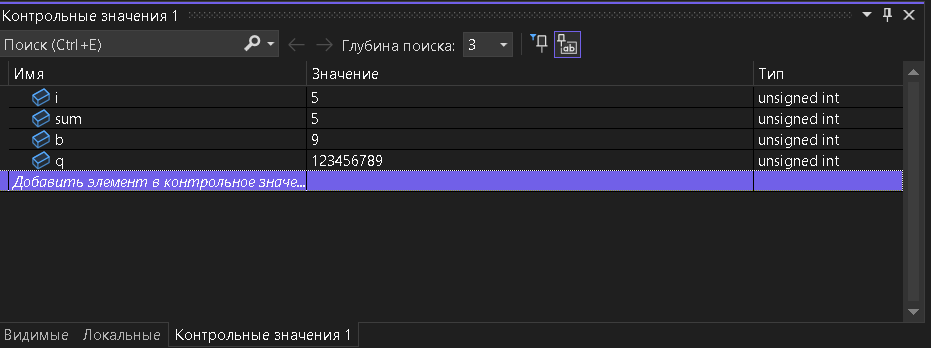 Контрольные значения 1
Поиск (Ctrl+E) Глубина поиска: 3
Имя Значение Тип
i 5 unsigned int
sum 5 unsigned int
b 9 unsigned int
q 123456789 unsigned int
Добавить элемент в контрольное значе...
Видимые Локальные Контрольные значения 1